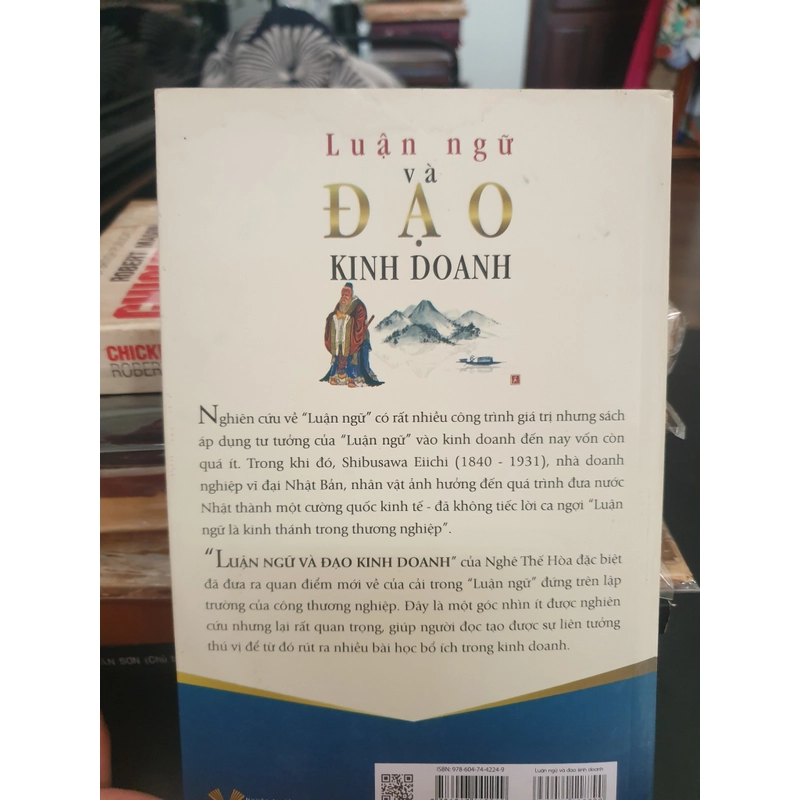 Luận ngữ
và
ĐẠO
KINH DOANH
Nghiên cứu về “Luận ngữ” có rất nhiều công trình giá trị nhưng sách
áp dụng tư tưởng của “Luận ngữ” vào kinh doanh đến nay vốn còn
quá ít. Trong khi đó, Shibusawa Eiichi (1840 - 1931), nhà doanh
nghiệp vĩ đại Nhật Bản, nhân vật ảnh hưởng đến quá trình đưa nước
Nhật thành một cường quốc kinh tế - đã không tiếc lời ca ngợi “Luận
ngữ là kinh thánh trong thương nghiệp”.
“LUẬN NGỮ VÀ ĐẠO KINH DOANH” của Nghê Thế Hòa đặc biệt
đã đưa ra quan điểm mới về của cải trong “Luận ngữ” đứng trên lập
trường của công thương nghiệp. Đây là một góc nhìn ít được nghiên
cứu nhưng lại rất quan trọng, giúp người đọc tạo được sự liên tưởng
thú vị để từ đó rút ra nhiều bài học bổ ích trong kinh doanh.
ISBN: 978-604-74-4224-9
Luận ngữ và đạo kinh doanh
ROBERT
CHICK
ROBER